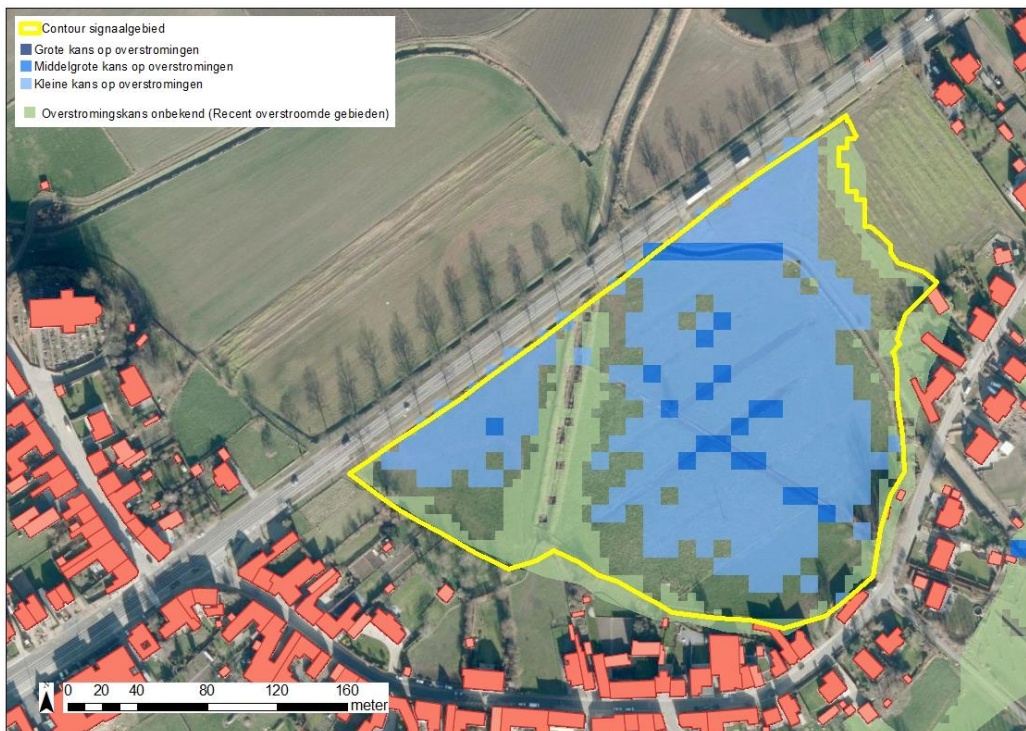 Contour signaalgebied
Grote kans op overstromingen
Middelgrote kans op overstromingen
Kleine kans op overstromingen
Overstromingskans onbekend (Recent overstroomde gebieden)
0 20 40 80 120 160
meter